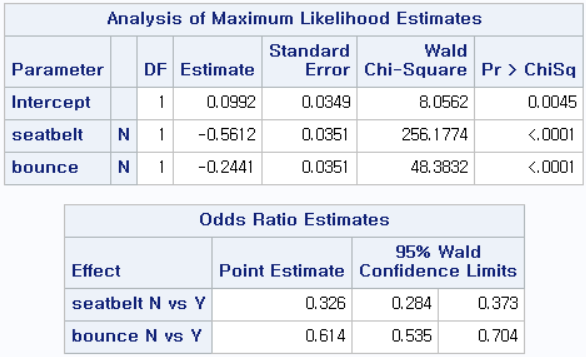 Analysis of Maximum Likelihood Estimates
Parameter DF Estimate Standard Error Wald Chi-Square Pr > ChiSq
Intercept 1 0.0992 0.0349 8.0562 0.0045
seatbelt N 1 -0.5612 0.0351 256.1774 <.0001
bounce N 1 -0.2441 0.0351 48.3832 <.0001
Odds Ratio Estimates
Effect Point Estimate 95% Wald Confidence Limits
seatbelt N vs Y 0.326 0.284 0.373
bounce N vs Y 0.614 0.535 0.704